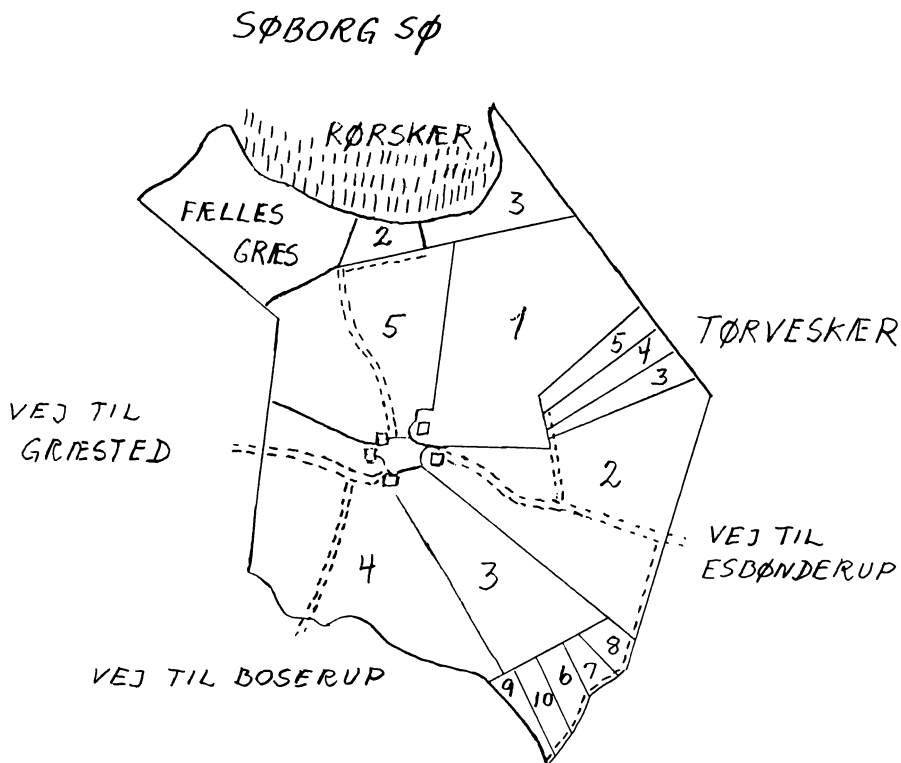 SØBORG SØ
RØRSKÆR
FÆLLES
GRÆS
2
3
5
1
5
4
3
TØRVESKÆR
VEJ TIL
GRÆSTED
2
VEJ TIL
ESBØNDERUP
4
3
VEJ TIL BOSERUP
9
10
6
7
8